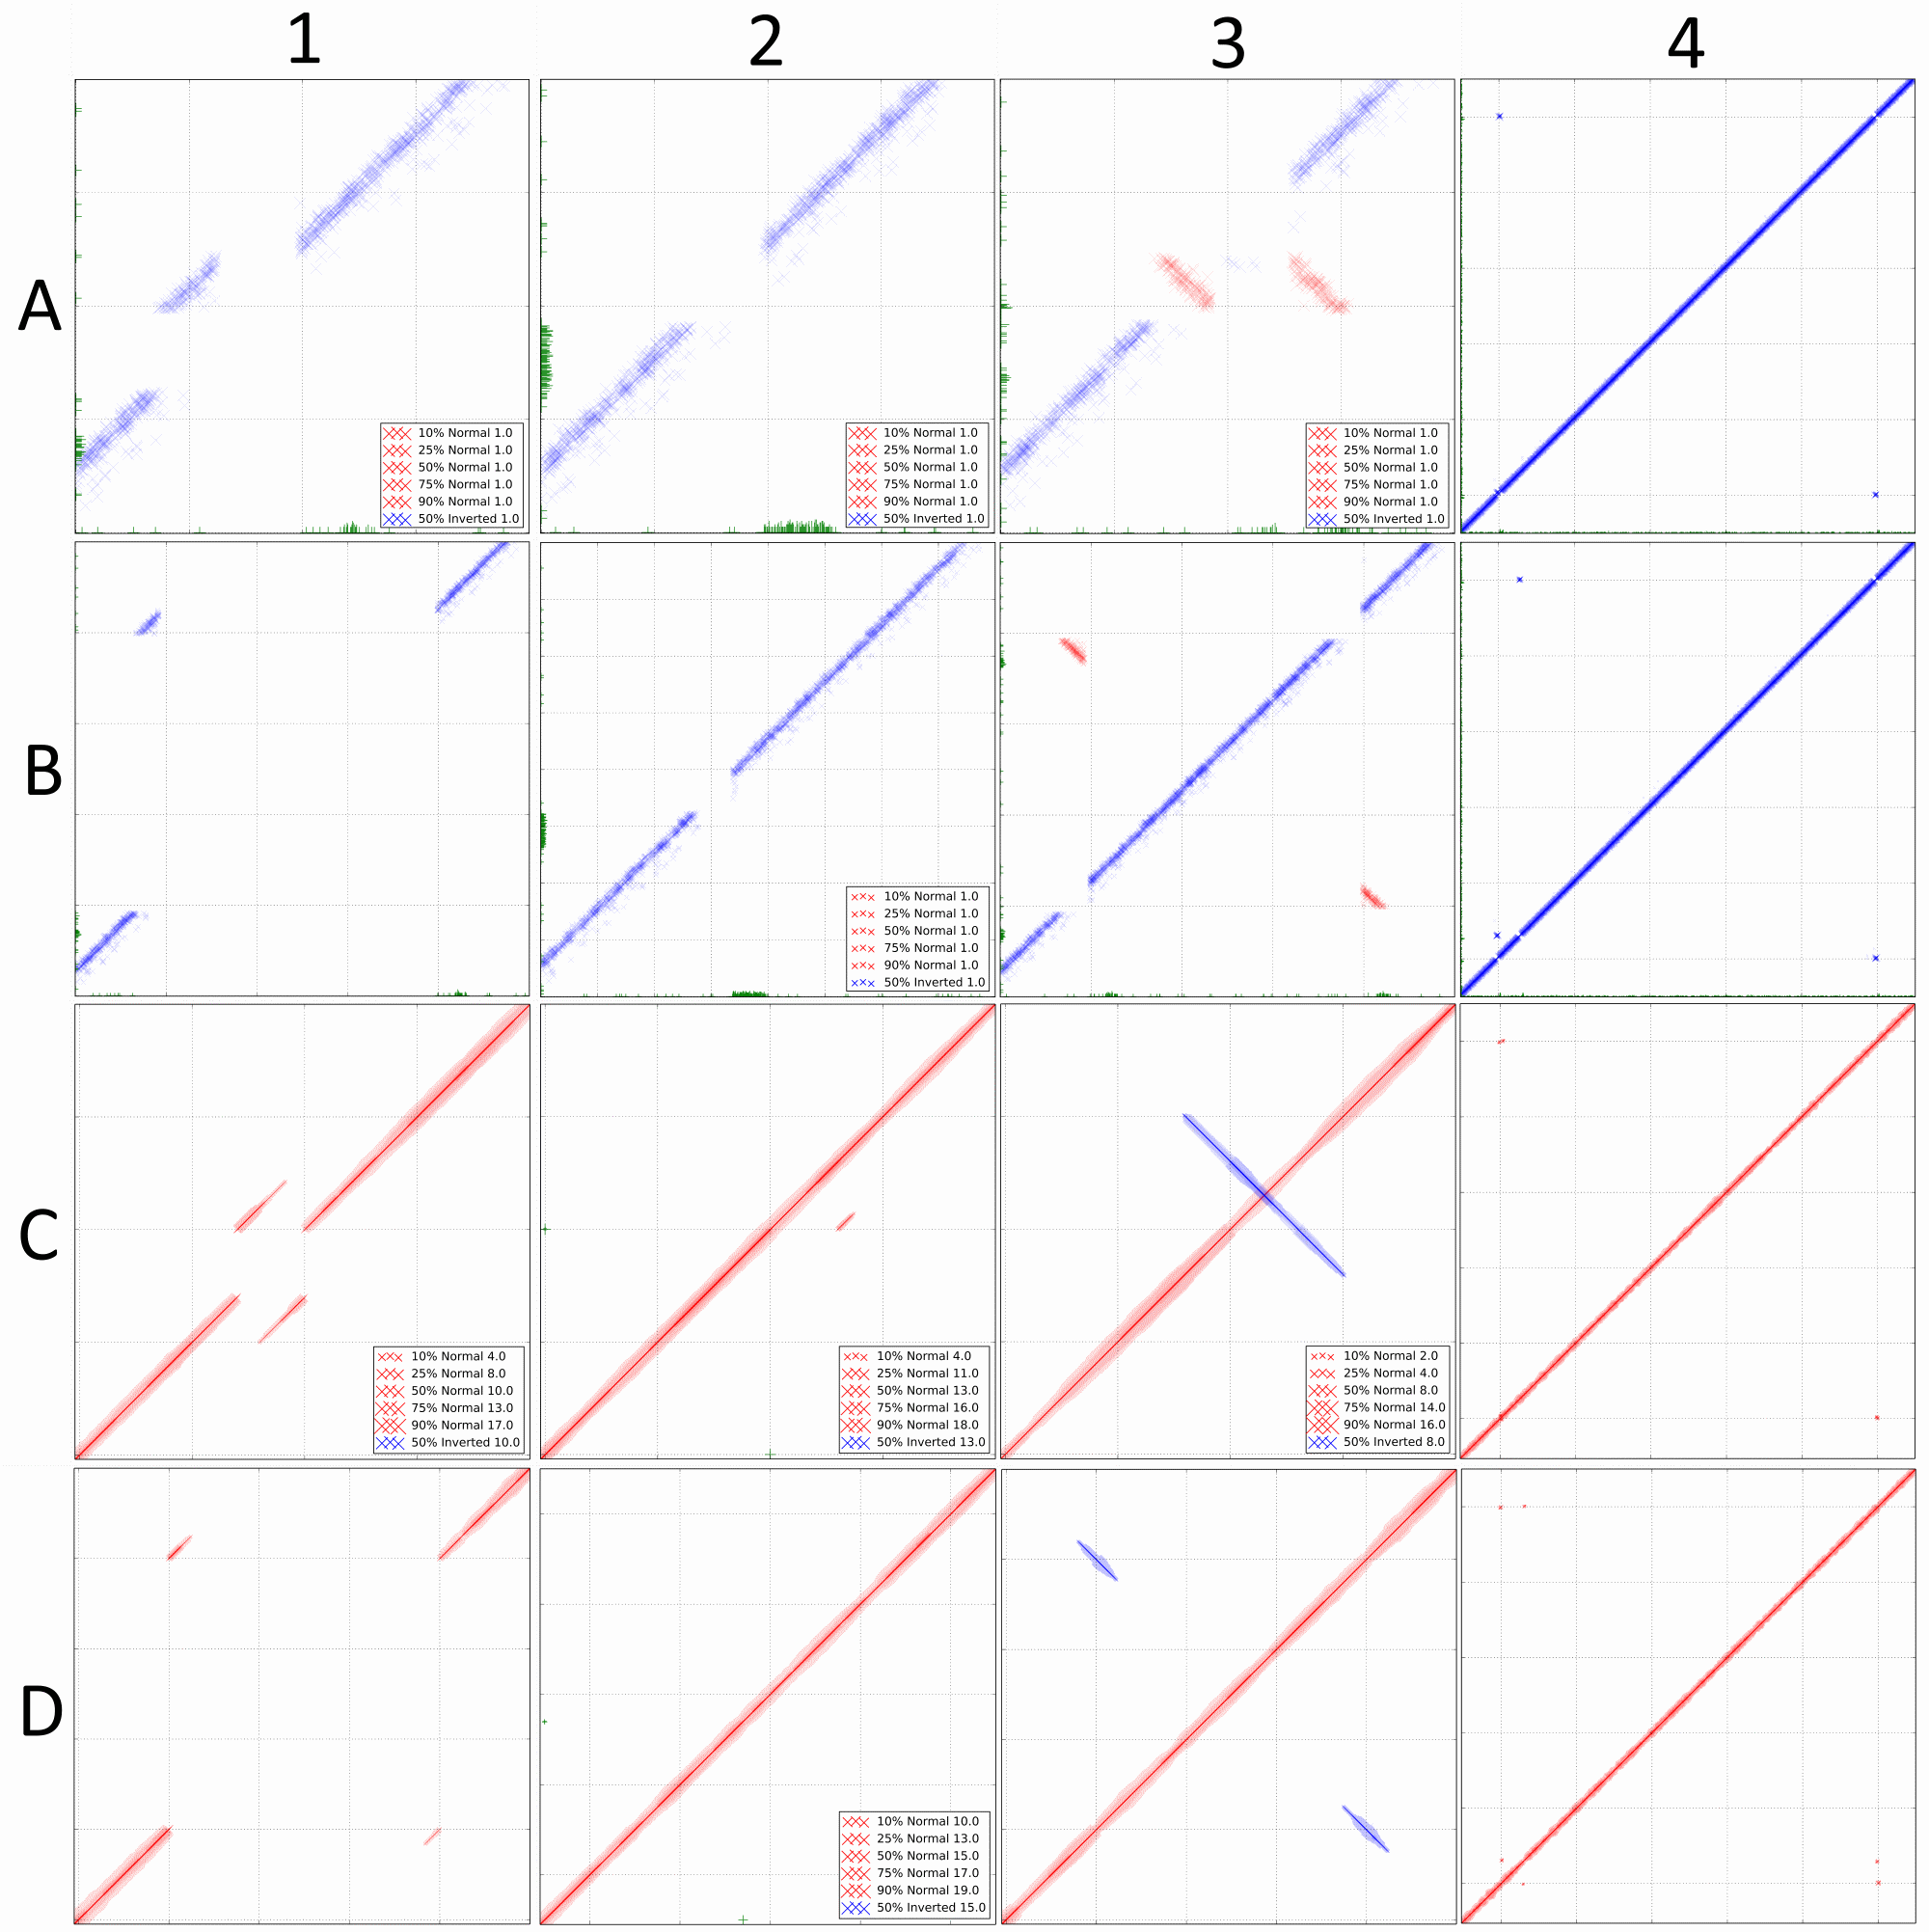 1 2 3 4
A
10% Normal 1.0
25% Normal 1.0
50% Normal 1.0
75% Normal 1.0
90% Normal 1.0
50% Inverted 1.0
10% Normal 1.0
25% Normal 1.0
50% Normal 1.0
75% Normal 1.0
90% Normal 1.0
50% Inverted 1.0
10% Normal 1.0
25% Normal 1.0
50% Normal 1.0
75% Normal 1.0
90% Normal 1.0
50% Inverted 1.0
B
10% Normal 1.0
25% Normal 1.0
50% Normal 1.0
75% Normal 1.0
90% Normal 1.0
50% Inverted 1.0
C
10% Normal 4.0
25% Normal 8.0
50% Normal 10.0
75% Normal 13.0
90% Normal 17.0
50% Inverted 10.0
10% Normal 4.0
25% Normal 11.0
50% Normal 13.0
75% Normal 16.0
90% Normal 18.0
50% Inverted 13.0
10% Normal 2.0
25% Normal 4.0
50% Normal 8.0
75% Normal 14.0
90% Normal 16.0
50% Inverted 8.0
D
10% Normal 10.0
25% Normal 13.0
50% Normal 15.0
75% Normal 17.0
90% Normal 19.0
50% Inverted 15.0